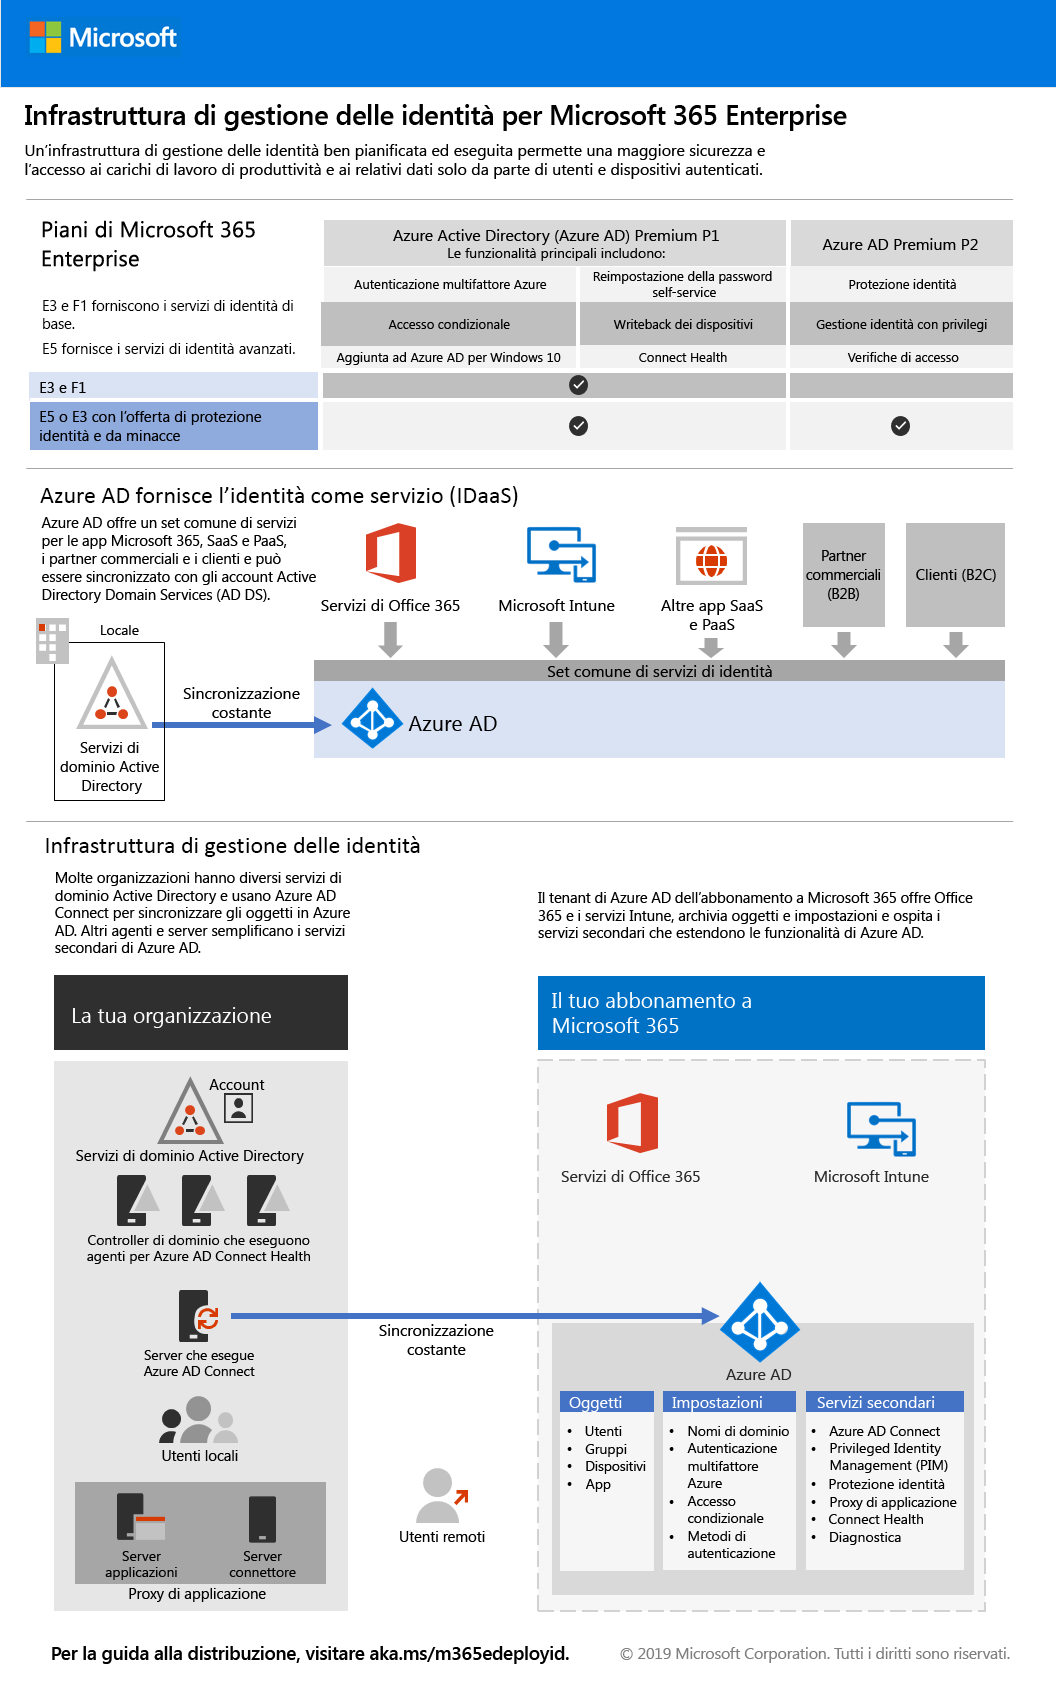 Microsoft
Infrastruttura di gestione delle identità per Microsoft 365 Enterprise
Un'infrastruttura di gestione delle identità ben pianificata ed eseguita permette una maggiore sicurezza e
l'accesso ai carichi di lavoro di produttività e ai relativi dati solo da parte di utenti e dispositivi autenticati.
Piani di Microsoft 365
Enterprise
E3 e F1 forniscono i servizi di identità di
base.
E5 fornisce i servizi di identità avanzati.
Azure Active Directory (Azure AD) Premium P1
Le funzionalità principali includono:
Azure AD Premium P2
Autenticazione multifattore Azure
Reimpostazione della password
self-service
Protezione identità
Accesso condizionale
Writeback dei dispositivi
Gestione identità con privilegi
Aggiunta ad Azure AD per Windows 10
Connect Health
Verifiche di accesso
E3 e F1
E5 o E3 con l'offerta di protezione
identità e da minacce
Azure AD fornisce l'identità come servizio (IDaaS)
Azure AD offre un set comune di servizi
per le app Microsoft 365, SaaS e PaaS,
i partner commerciali e i clienti e può
essere sincronizzato con gli account Active
Directory Domain Services (AD DS).
Servizi di Office 365
Microsoft Intune
Altre app SaaS
e PaaS
Partner
commerciali
(B2B)
Clienti (B2C)
Locale
Servizi di
dominio Active
Directory
Sincronizzazione
costante
Set comune di servizi di identità
Azure AD
Infrastruttura di gestione delle identità
Molte organizzazioni hanno diversi servizi di
dominio Active Directory e usano Azure AD
Connect per sincronizzare gli oggetti in Azure
AD. Altri agenti e server semplificano i servizi
secondari di Azure AD.
Il tenant di Azure AD dell'abbonamento a Microsoft 365 offre Office
365 e i servizi Intune, archivia oggetti e impostazioni e ospita i
servizi secondari che estendono le funzionalità di Azure AD.
La tua organizzazione
Il tuo abbonamento a
Microsoft 365
Account
Servizi di dominio Active Directory
Controller di dominio che eseguono
agenti per Azure AD Connect Health
Server che esegue
Azure AD Connect
Utenti locali
Server
applicazioni
Server
connettore
Proxy di applicazione
Sincronizzazione
costante
Utenti remoti
Servizi di Office 365
Microsoft Intune
Azure AD
Oggetti
• Utenti
• Gruppi
• Dispositivi
• App
Impostazioni
• Nomi di dominio
• Autenticazione
multifattore
Azure
• Accesso
condizionale
• Metodi di
autenticazione
Servizi secondari
• Azure AD Connect
• Privileged Identity
Management (PIM)
• Protezione identità
• Proxy di applicazione
• Connect Health
• Diagnostica
Per la guida alla distribuzione, visitare aka.ms/m365edeployid.
© 2019 Microsoft Corporation. Tutti i diritti sono riservati.